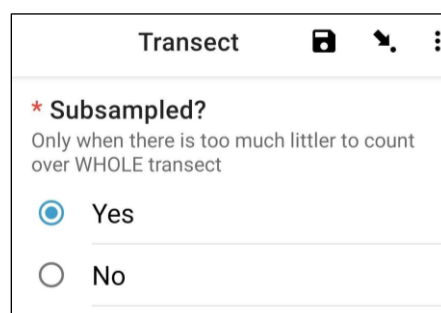 Transect
* Subsampled?
Only when there is too much littler to count
over WHOLE transect
Yes
No